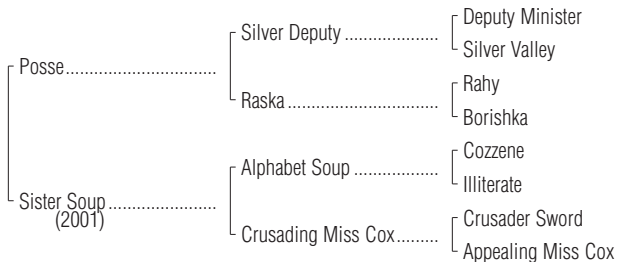 Deputy Minister
Silver Deputy ....................
Silver Valley
Posse................................
Rahy
Raska ................................
Borishka
Cozzene
Alphabet Soup ..................
Illiterate
Sister Soup .......................
(2001)
Crusader Sword
Crusading Miss Cox.........
Appealing Miss Cox